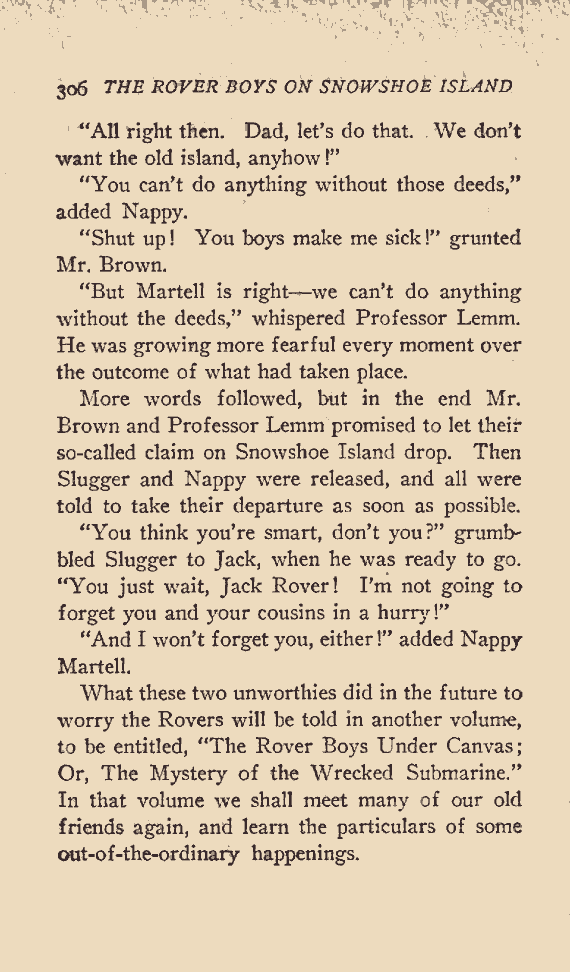 306 THE ROVER BOYS ON SNOWSHOE ISLAND
"All right then. Dad, let's do that. We don't
want the old island, anyhow!"
"You can't do anything without those deeds,"
added Nappy.
"Shut up! You boys make me sick!" grunted
Mr. Brown.
"But Martell is right—we can't do anything
without the deeds," whispered Professor Lemm.
He was growing more fearful every moment over
the outcome of what had taken place.
More words followed, but in the end Mr.
Brown and Professor Lemm promised to let their
so-called claim on Snowshoe Island drop. Then
Slugger and Nappy were released, and all were
told to take their departure as soon as possible.
"You think you're smart, don't you?" grumb-
bled Slugger to Jack, when he was ready to go.
"You just wait, Jack Rover! I'm not going to
forget you and your cousins in a hurry!"
"And I won't forget you, either!" added Nappy
Martell.
What these two unworthies did in the future to
worry the Rovers will be told in another volume,
to be entitled, "The Rover Boys Under Canvas;
Or, The Mystery of the Wrecked Submarine."
In that volume we shall meet many of our old
friends again, and learn the particulars of some
out-of-the-ordinary happenings.